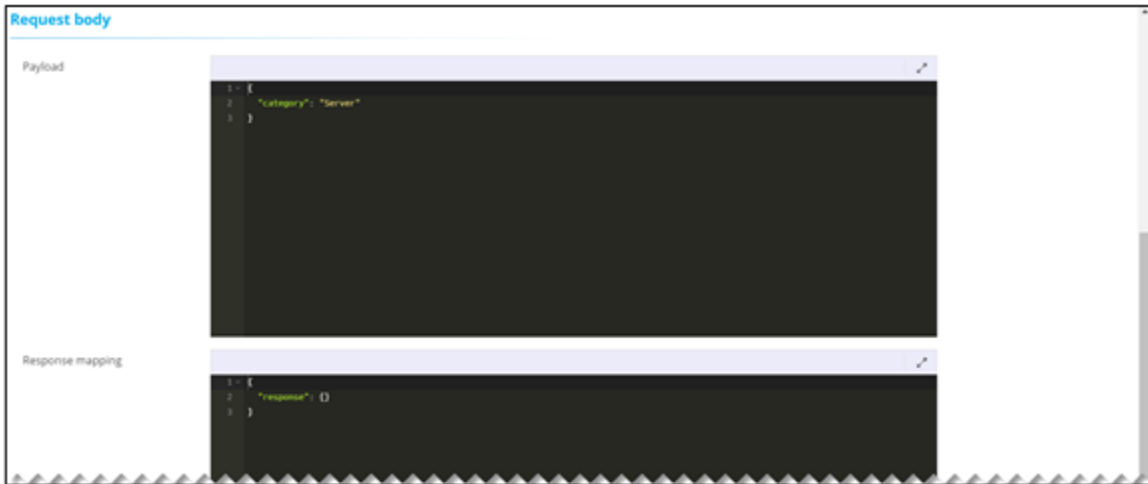 Request body
Payload
1 {
2 "category": "Server"
3 }
Response mapping
1 {
2 "response": {}
3 }